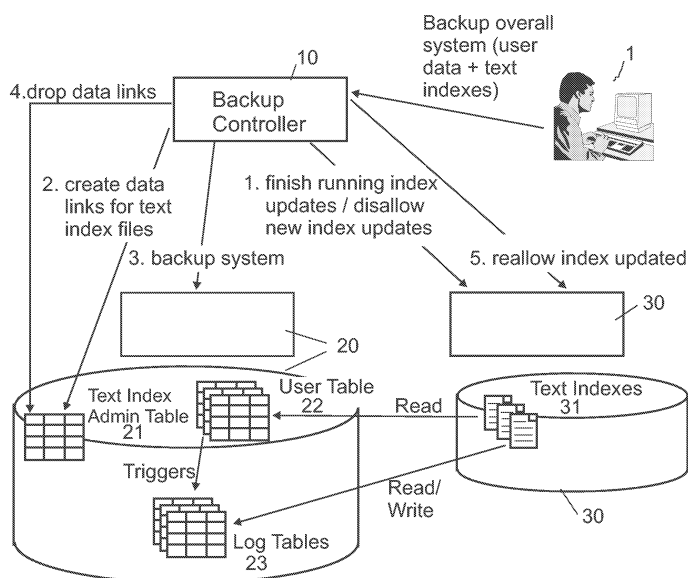 Backup overall
system (user
data + text
indexes)
1
10
4.drop data links
Backup
Controller
2. create data
links for text
index files
1. finish running index
updates / disallow
new index updates
3. backup system
5. reallow index updated
30
20
Text Index
Admin Table
21
User Table
22
Text Indexes
31
Read
Triggers
Read/
Write
Log Tables
23
30